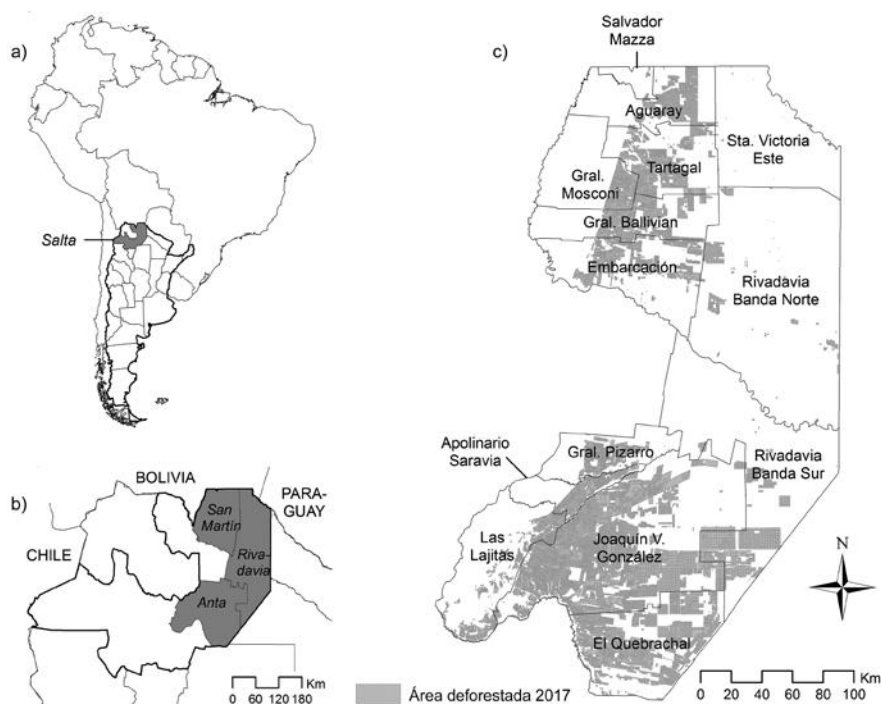 a)
Salta
b)
BOLIVIA
PARA-
GUAY
CHILE
San
Martín
Riva-
davia
Anta
Km
0 60 120 180
c)
Salvador
Mazza
Aguaray
Sta. Victoria
Este
Tartagal
Gral.
Mosconi
Gral. Ballivian
Embarcación
Rivadavia
Banda Norte
Apolinario
Saravia
Gral. Pizarro
Rivadavia
Banda Sur
Las
Lajitas
Joaquín V.
González
El Quebrachal
N
Km
0 20 40 60 80 100
Área deforestada 2017